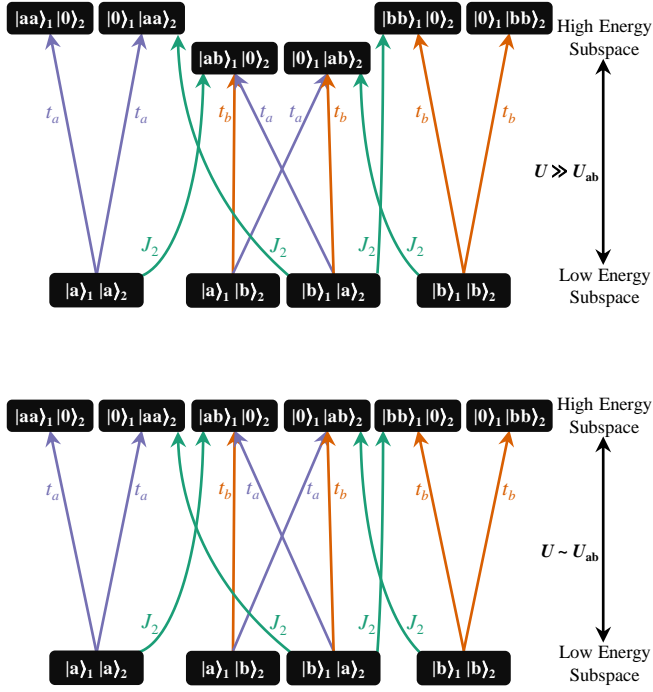 |aa⟩₁ |0⟩₂ |0⟩₁ |aa⟩₂ |bb⟩₁ |0⟩₂ |0⟩₁ |bb⟩₂ High Energy
Subspace
|ab⟩₁ |0⟩₂ |0⟩₁ |ab⟩₂
tₐ tₐ t_b tₐ tₐ t_b t_b t_b
U ≫ U_ab
J₂ J₂ J₂ J₂
|a⟩₁ |a⟩₂ |a⟩₁ |b⟩₂ |b⟩₁ |a⟩₂ |b⟩₁ |b⟩₂ Low Energy
Subspace
|aa⟩₁ |0⟩₂ |0⟩₁ |aa⟩₂ |ab⟩₁ |0⟩₂ |0⟩₁ |ab⟩₂ |bb⟩₁ |0⟩₂ |0⟩₁ |bb⟩₂ High Energy
Subspace
tₐ tₐ t_b tₐ tₐ t_b t_b t_b
U ~ U_ab
J₂ J₂ J₂ J₂
|a⟩₁ |a⟩₂ |a⟩₁ |b⟩₂ |b⟩₁ |a⟩₂ |b⟩₁ |b⟩₂ Low Energy
Subspace